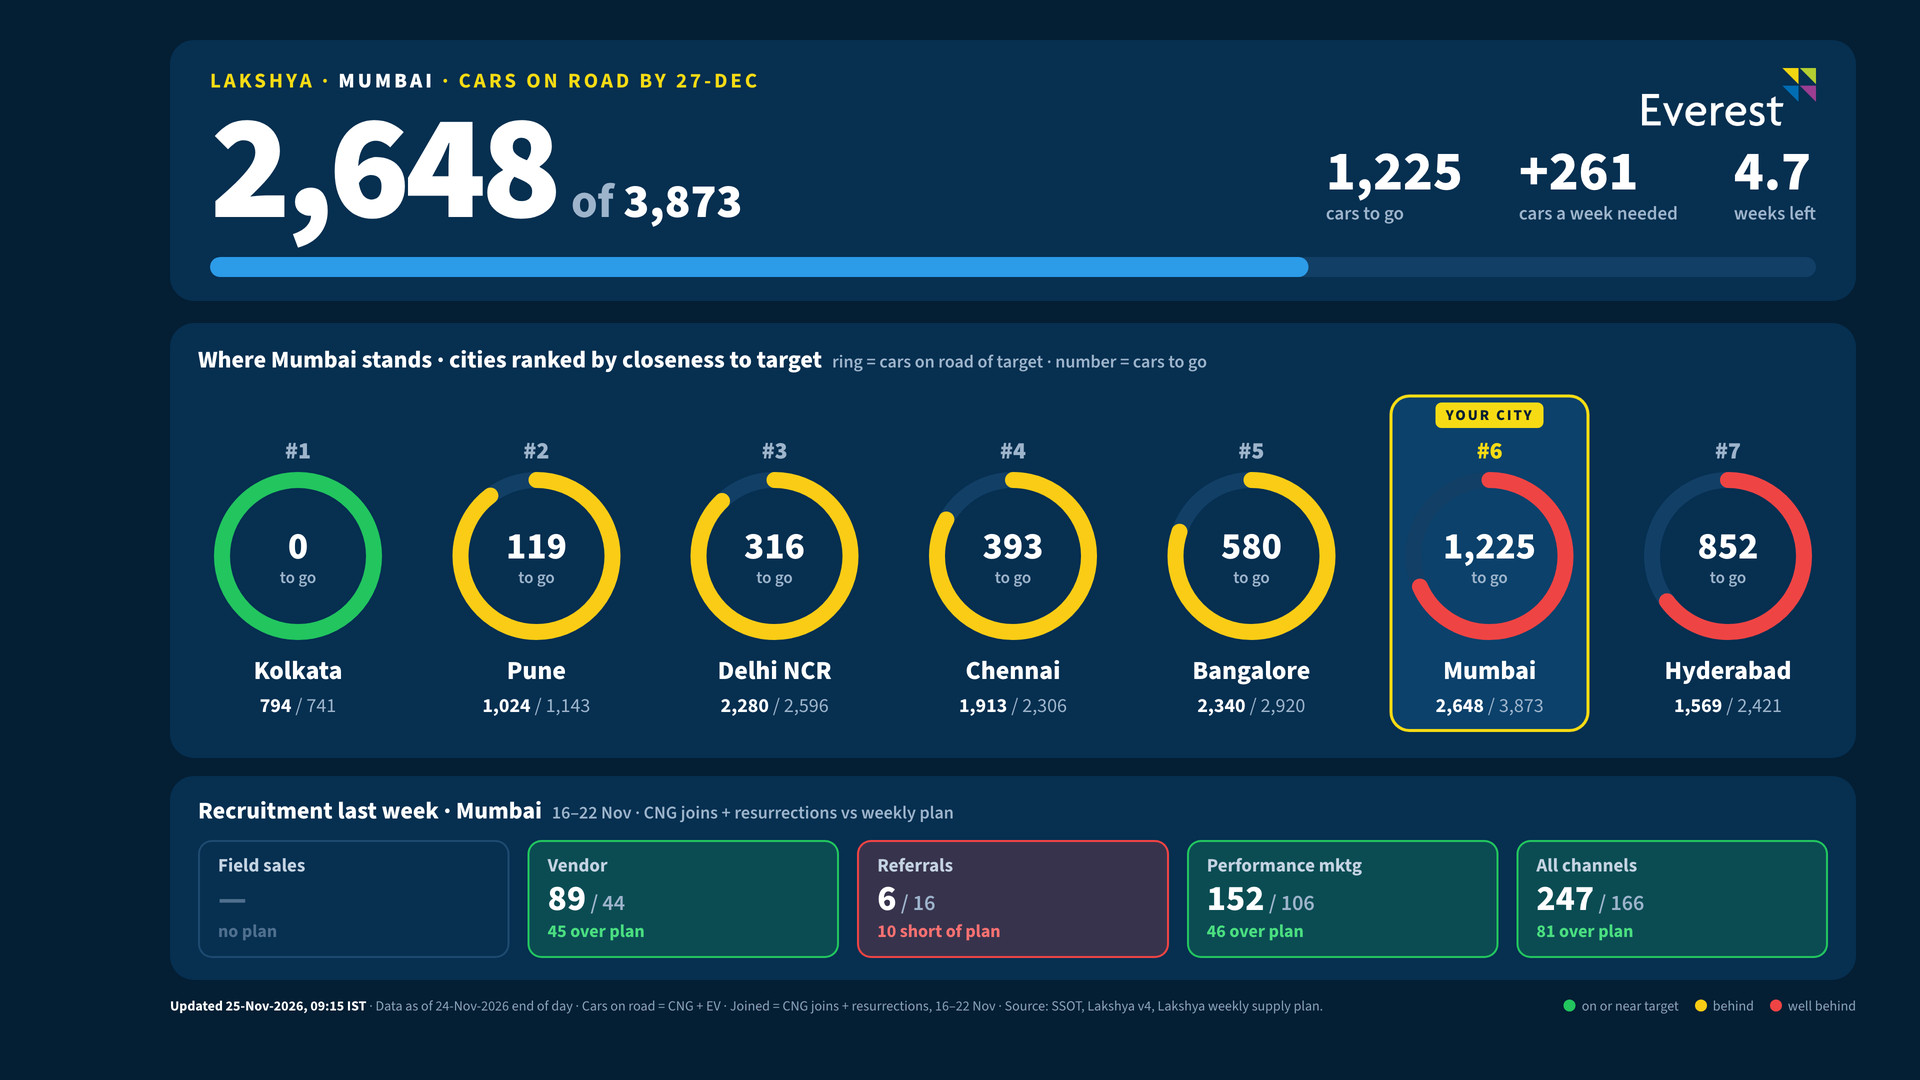 LAKSHYA · MUMBAI · CARS ON ROAD BY 27-DEC
Everest
2,648 of 3,873
1,225 cars to go
+261 cars a week needed
4.7 weeks left
Where Mumbai stands · cities ranked by closeness to target ring = cars on road of target · number = cars to go
#1
0
to go
Kolkata
794 / 741
#2
119
to go
Pune
1,024 / 1,143
#3
316
to go
Delhi NCR
2,280 / 2,596
#4
393
to go
Chennai
1,913 / 2,306
#5
580
to go
Bangalore
2,340 / 2,920
YOUR CITY
#6
1,225
to go
Mumbai
2,648 / 3,873
#7
852
to go
Hyderabad
1,569 / 2,421
Recruitment last week · Mumbai 16–22 Nov · CNG joins + resurrections vs weekly plan
Field sales
—
no plan
Vendor
89 / 44
45 over plan
Referrals
6 / 16
10 short of plan
Performance mktg
152 / 106
46 over plan
All channels
247 / 166
81 over plan
Updated 25-Nov-2026, 09:15 IST · Data as of 24-Nov-2026 end of day · Cars on road = CNG + EV · Joined = CNG joins + resurrections, 16–22 Nov · Source: SSOT, Lakshya v4, Lakshya weekly supply plan.
on or near target
behind
well behind